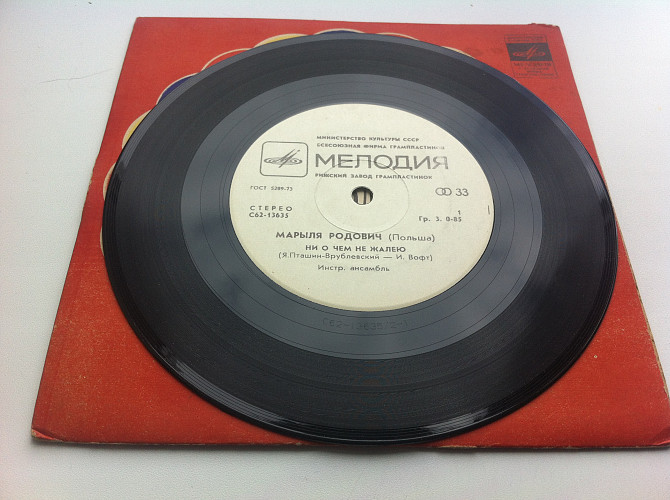 МИНИСТЕРСТВО КУЛЬТУРЫ СССР
ВСЕСОЮЗНАЯ ФИРМА ГРАМПЛАСТИНОК
МЕЛОДИЯ
РИЖСКИЙ ЗАВОД ГРАМПЛАСТИНОК
ГОСТ 5289-73
33
СТЕРЕО
С62-13635
1
Гр. 3. 0-85
МАРЫЛЯ РОДОВИЧ (Польша)
НИ О ЧЕМ НЕ ЖАЛЕЮ
(Я.Пташин-Врублевский — И. Вофт)
Инстр. ансамбль